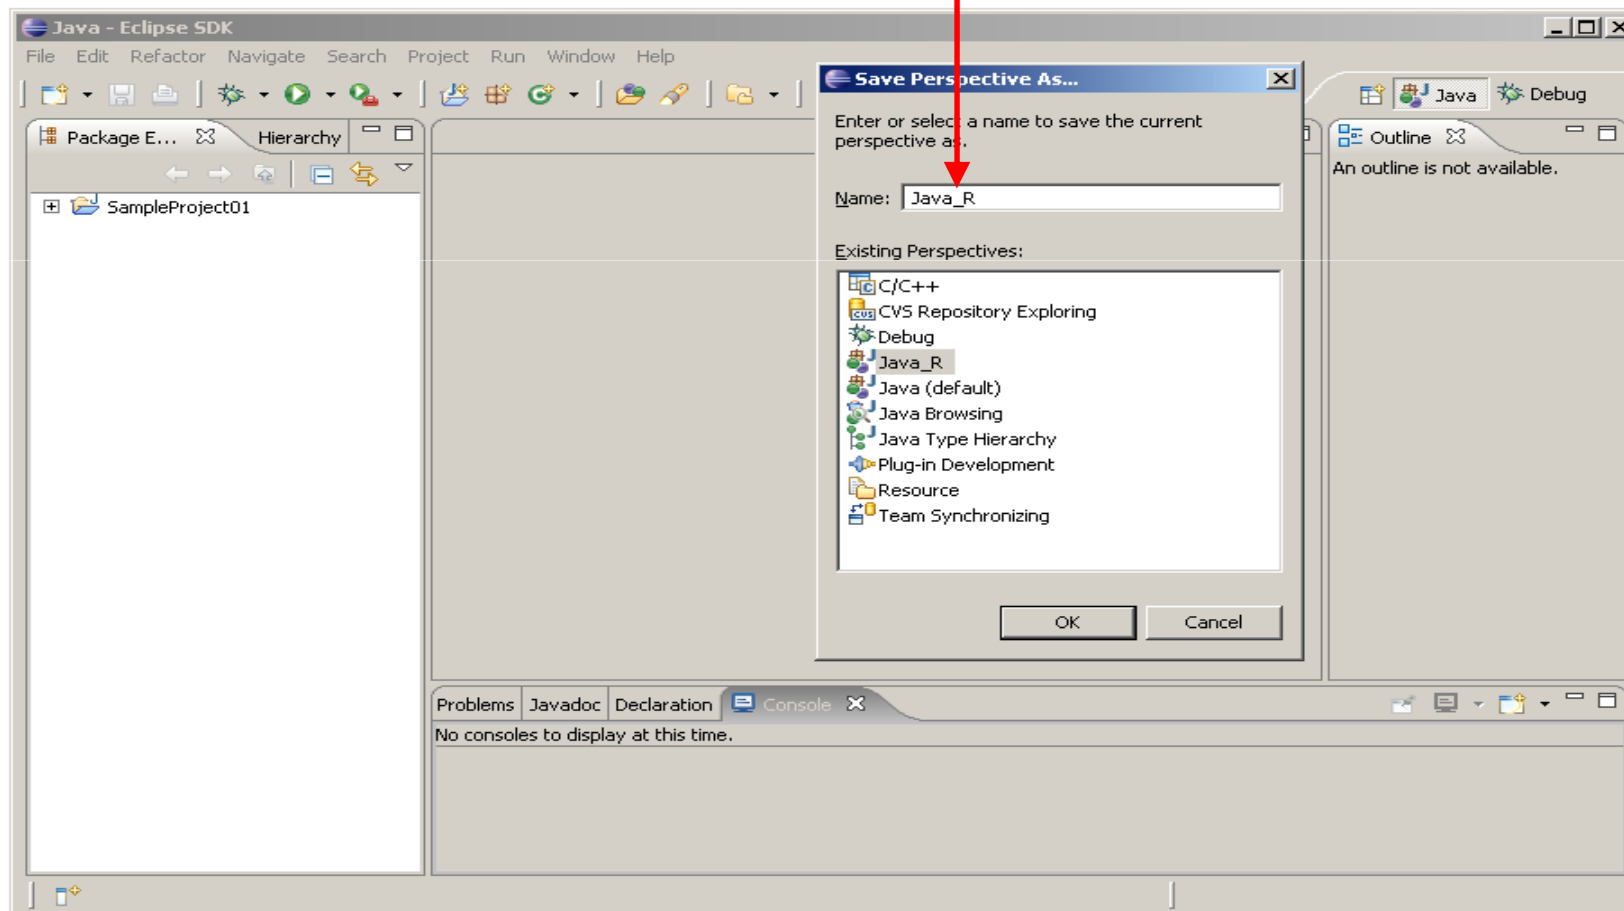 Java - Eclipse SDK
File Edit Refactor Navigate Search Project Run Window Help
Java Debug
Package E... Hierarchy
SampleProject01
Save Perspective As...
Enter or select a name to save the current
perspective as.
Name: Java_R
Existing Perspectives:
C/C++
CVS Repository Exploring
Debug
Java_R
Java (default)
Java Browsing
Java Type Hierarchy
Plug-in Development
Resource
Team Synchronizing
OK Cancel
Outline
An outline is not available.
Problems Javadoc Declaration Console
No consoles to display at this time.